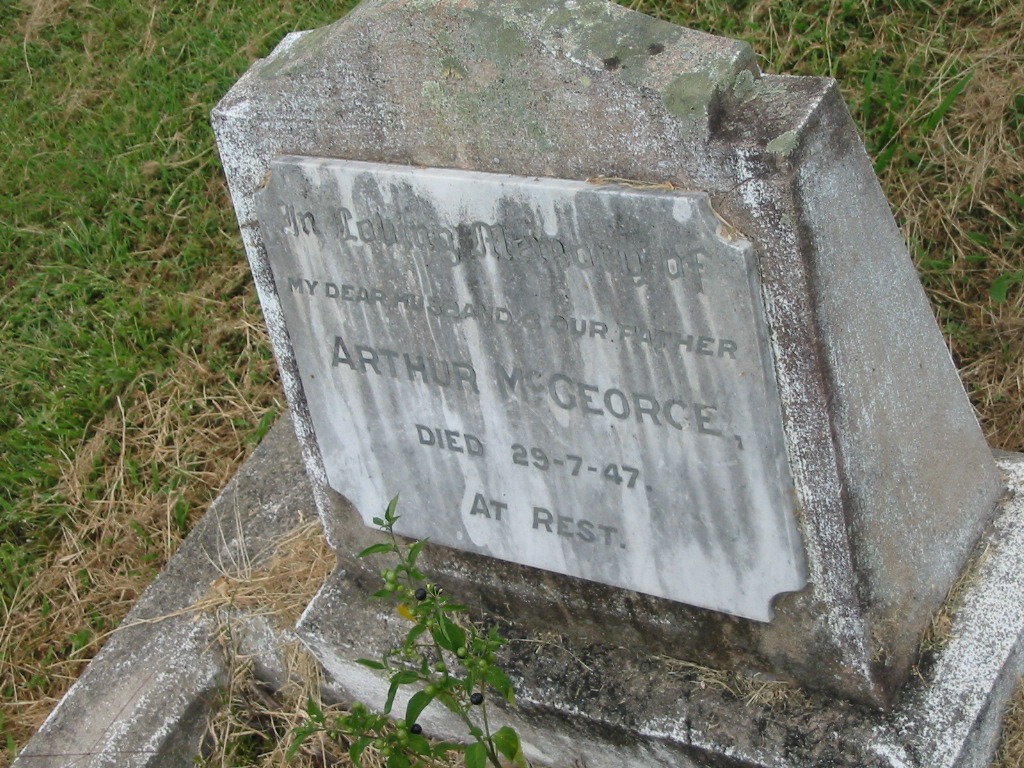 In Loving Memory of
MY DEAR HUSBAND & OUR FATHER
ARTHUR McGEORGE,
DIED 29-7-47.
AT REST.